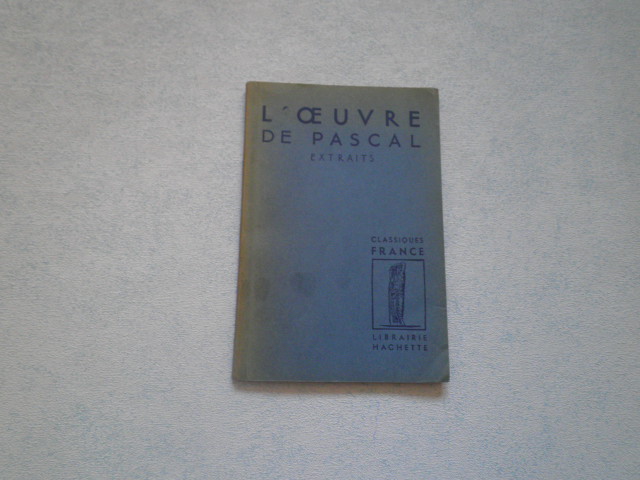 L'ŒUVRE
DE PASCAL
EXTRAITS
CLASSIQUES
FRANCE
LIBRAIRIE
HACHETTE